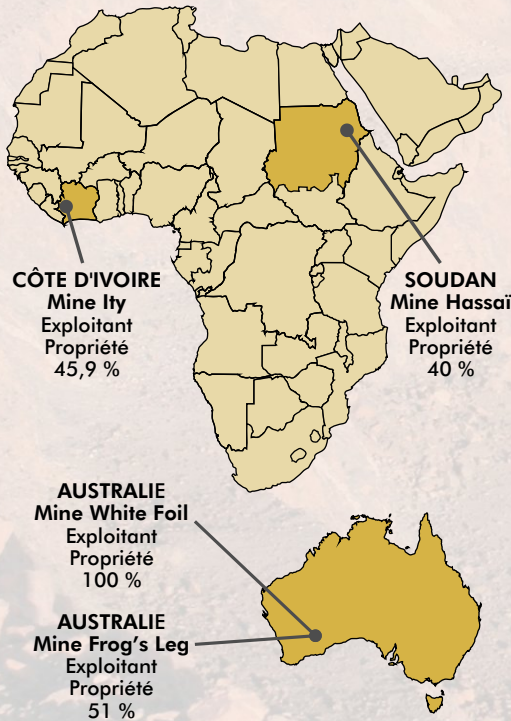 CÔTE D'IVOIRE
Mine Ity
Exploitant
Propriété
45,9 %
SOUDAN
Mine Hassaï
Exploitant
Propriété
40 %
AUSTRALIE
Mine White Foil
Exploitant
Propriété
100 %
AUSTRALIE
Mine Frog's Leg
Exploitant
Propriété
51 %